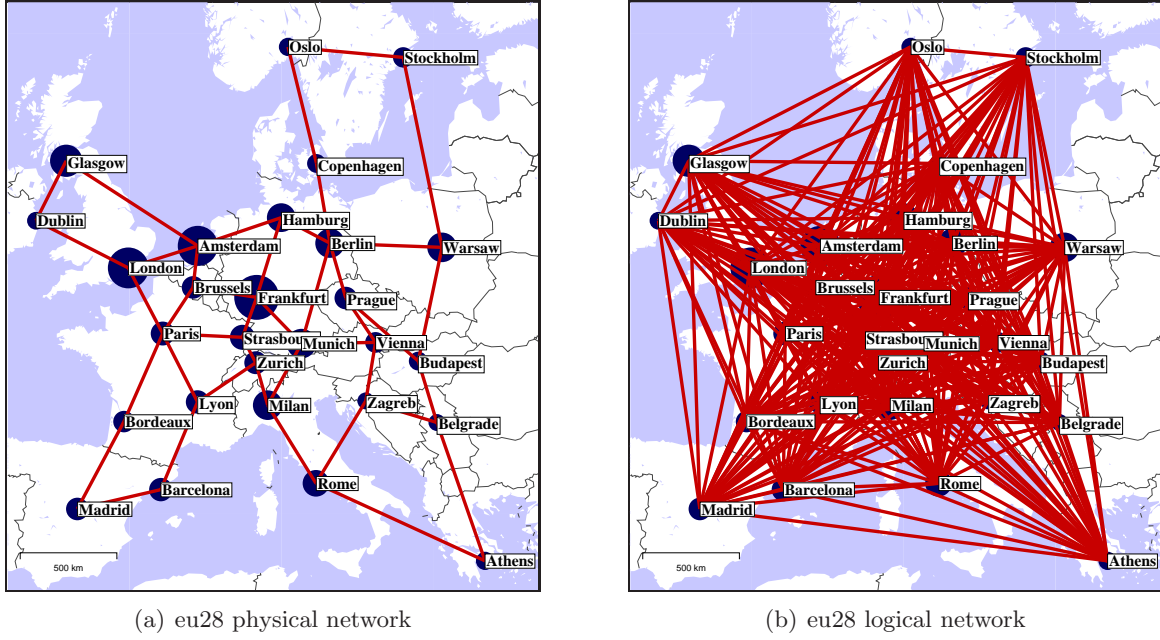 Oslo
Stockholm
Glasgow
Copenhagen
Dublin
Hamburg
Amsterdam
Berlin
Warsaw
London
Brussels
Frankfurt
Prague
Paris
Strasbou
Munich
Vienna
Zurich
Budapest
Lyon
Milan
Zagreb
Bordeaux
Belgrade
Rome
Barcelona
Madrid
Athens
500 km
(a) eu28 physical network
Oslo
Stockholm
Glasgow
Copenhagen
Dublin
Hamburg
Amsterdam
Berlin
Warsaw
London
Brussels
Frankfurt
Prague
Paris
Strasbou
Munich
Vienna
Zurich
Budapest
Lyon
Milan
Zagreb
Bordeaux
Belgrade
Rome
Barcelona
Madrid
Athens
500 km
(b) eu28 logical network